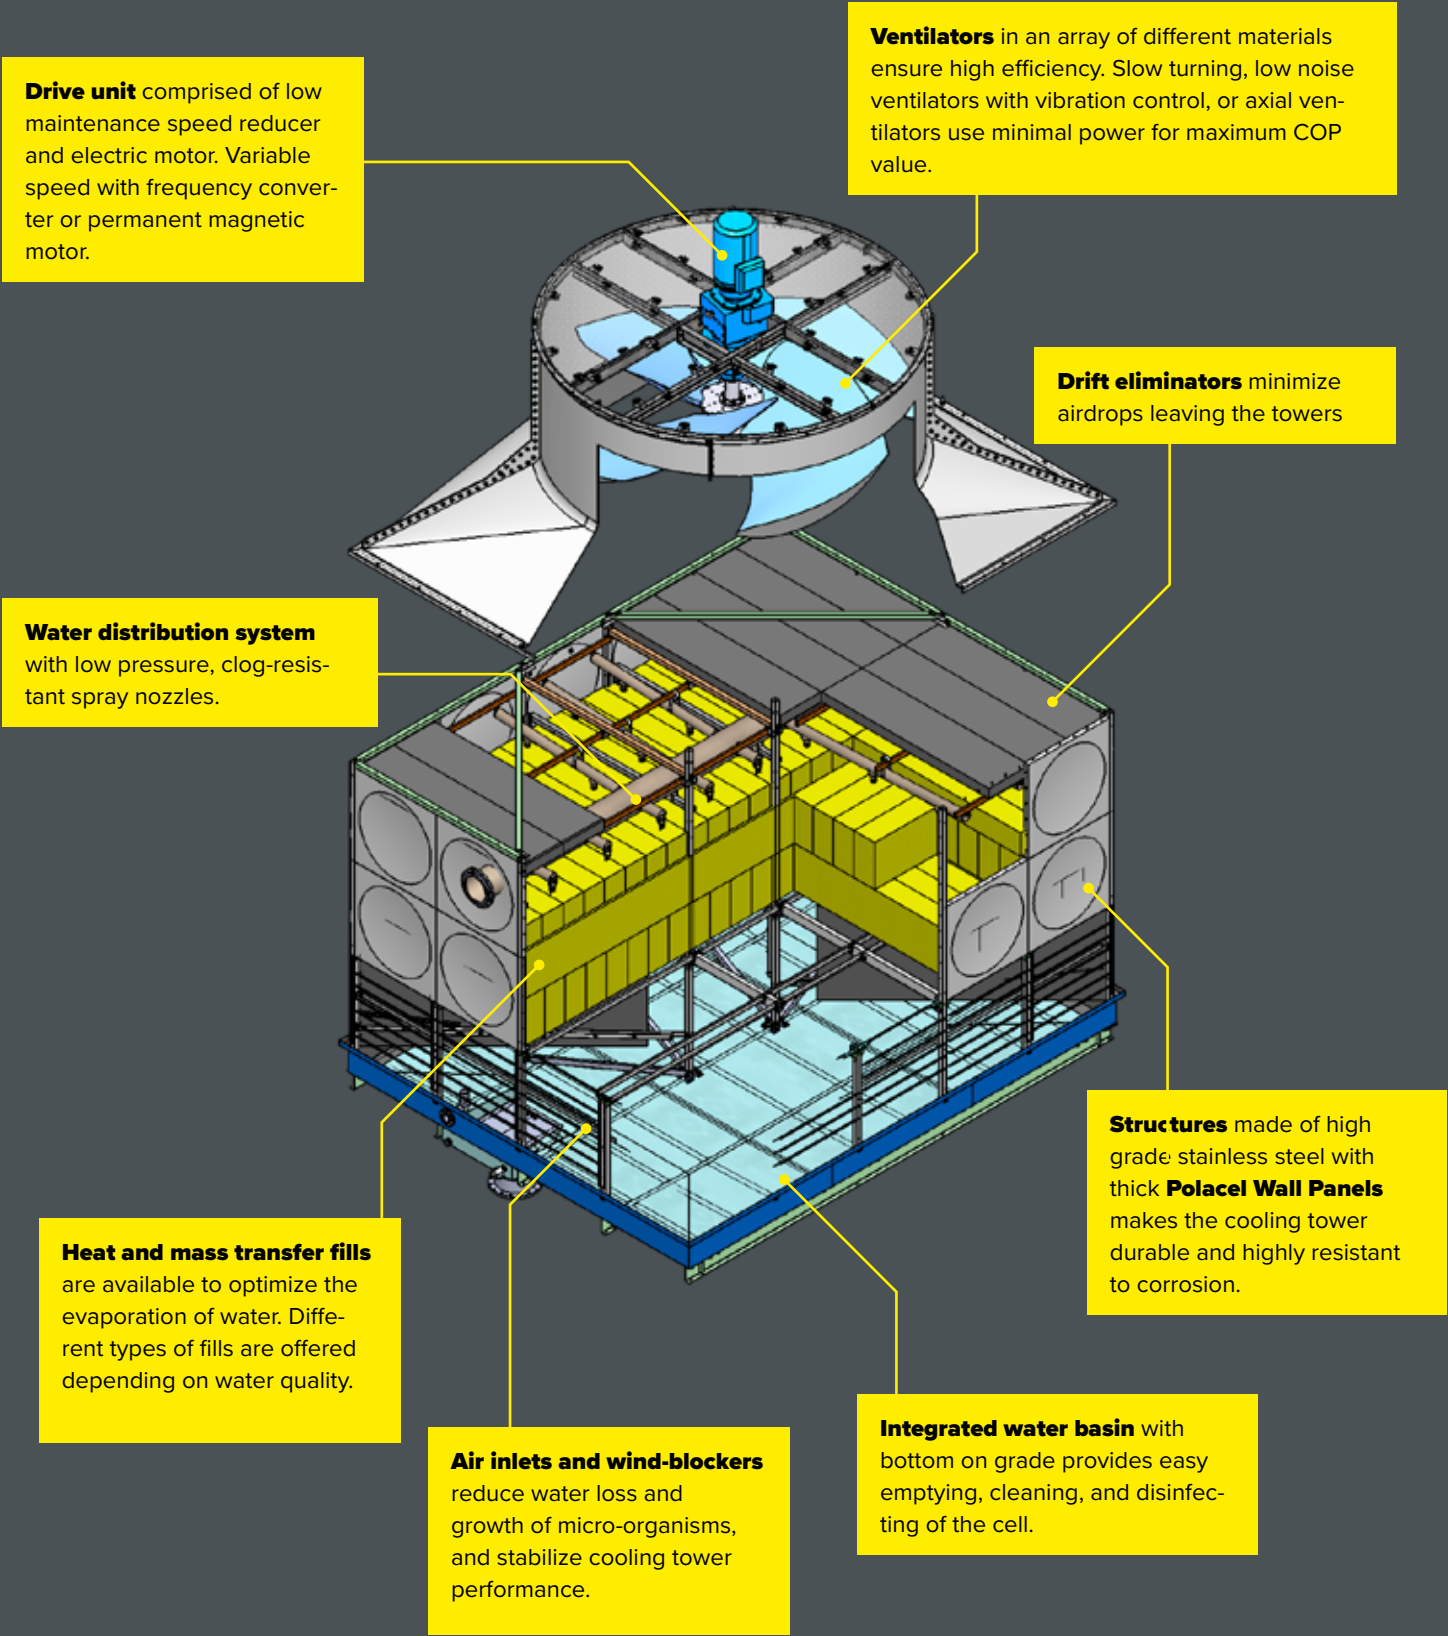 Ventilators in an array of different materials
ensure high efficiency. Slow turning, low noise
ventilators with vibration control, or axial ven-
tilators use minimal power for maximum COP
value.
Drive unit comprised of low
maintenance speed reducer
and electric motor. Variable
speed with frequency conver-
ter or permanent magnetic
motor.
Drift eliminators minimize
airdrops leaving the towers
Water distribution system
with low pressure, clog-resis-
tant spray nozzles.
Structures made of high
grade stainless steel with
thick Polacel Wall Panels
makes the cooling tower
durable and highly resistant
to corrosion.
Heat and mass transfer fills
are available to optimize the
evaporation of water. Diffe-
rent types of fills are offered
depending on water quality.
Integrated water basin with
bottom on grade provides easy
emptying, cleaning, and disinfec-
ting of the cell.
Air inlets and wind-blockers
reduce water loss and
growth of micro-organisms,
and stabilize cooling tower
performance.